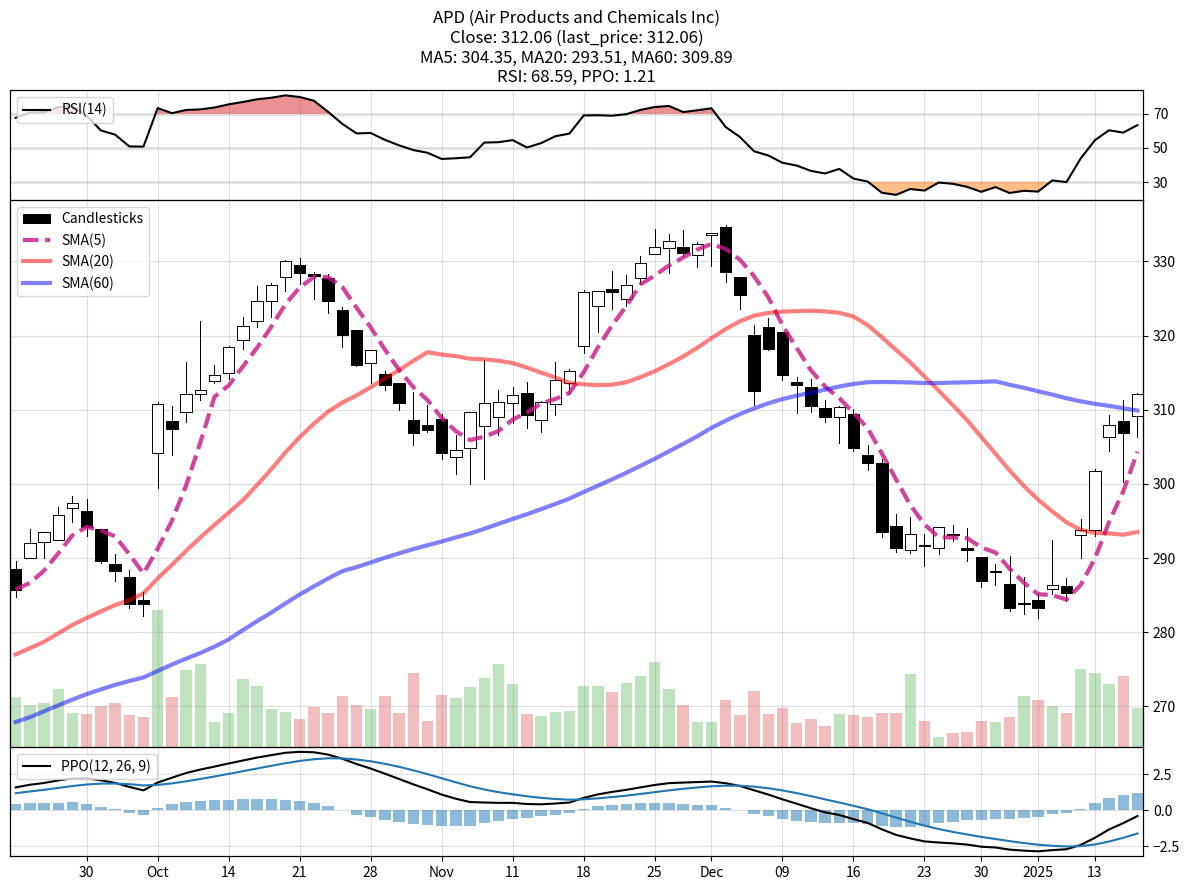 APD (Air Products and Chemicals Inc)
Close: 312.06 (last_price: 312.06)
MA5: 304.35, MA20: 293.51, MA60: 309.89
RSI: 68.59, PPO: 1.21
RSI(14)
70
50
30
Candlesticks
SMA(5)
SMA(20)
SMA(60)
330
320
310
300
290
280
270
PPO(12, 26, 9)
2.5
0.0
−2.5
30 Oct 14 21 28 Nov 11 18 25 Dec 09 16 23 30 2025 13